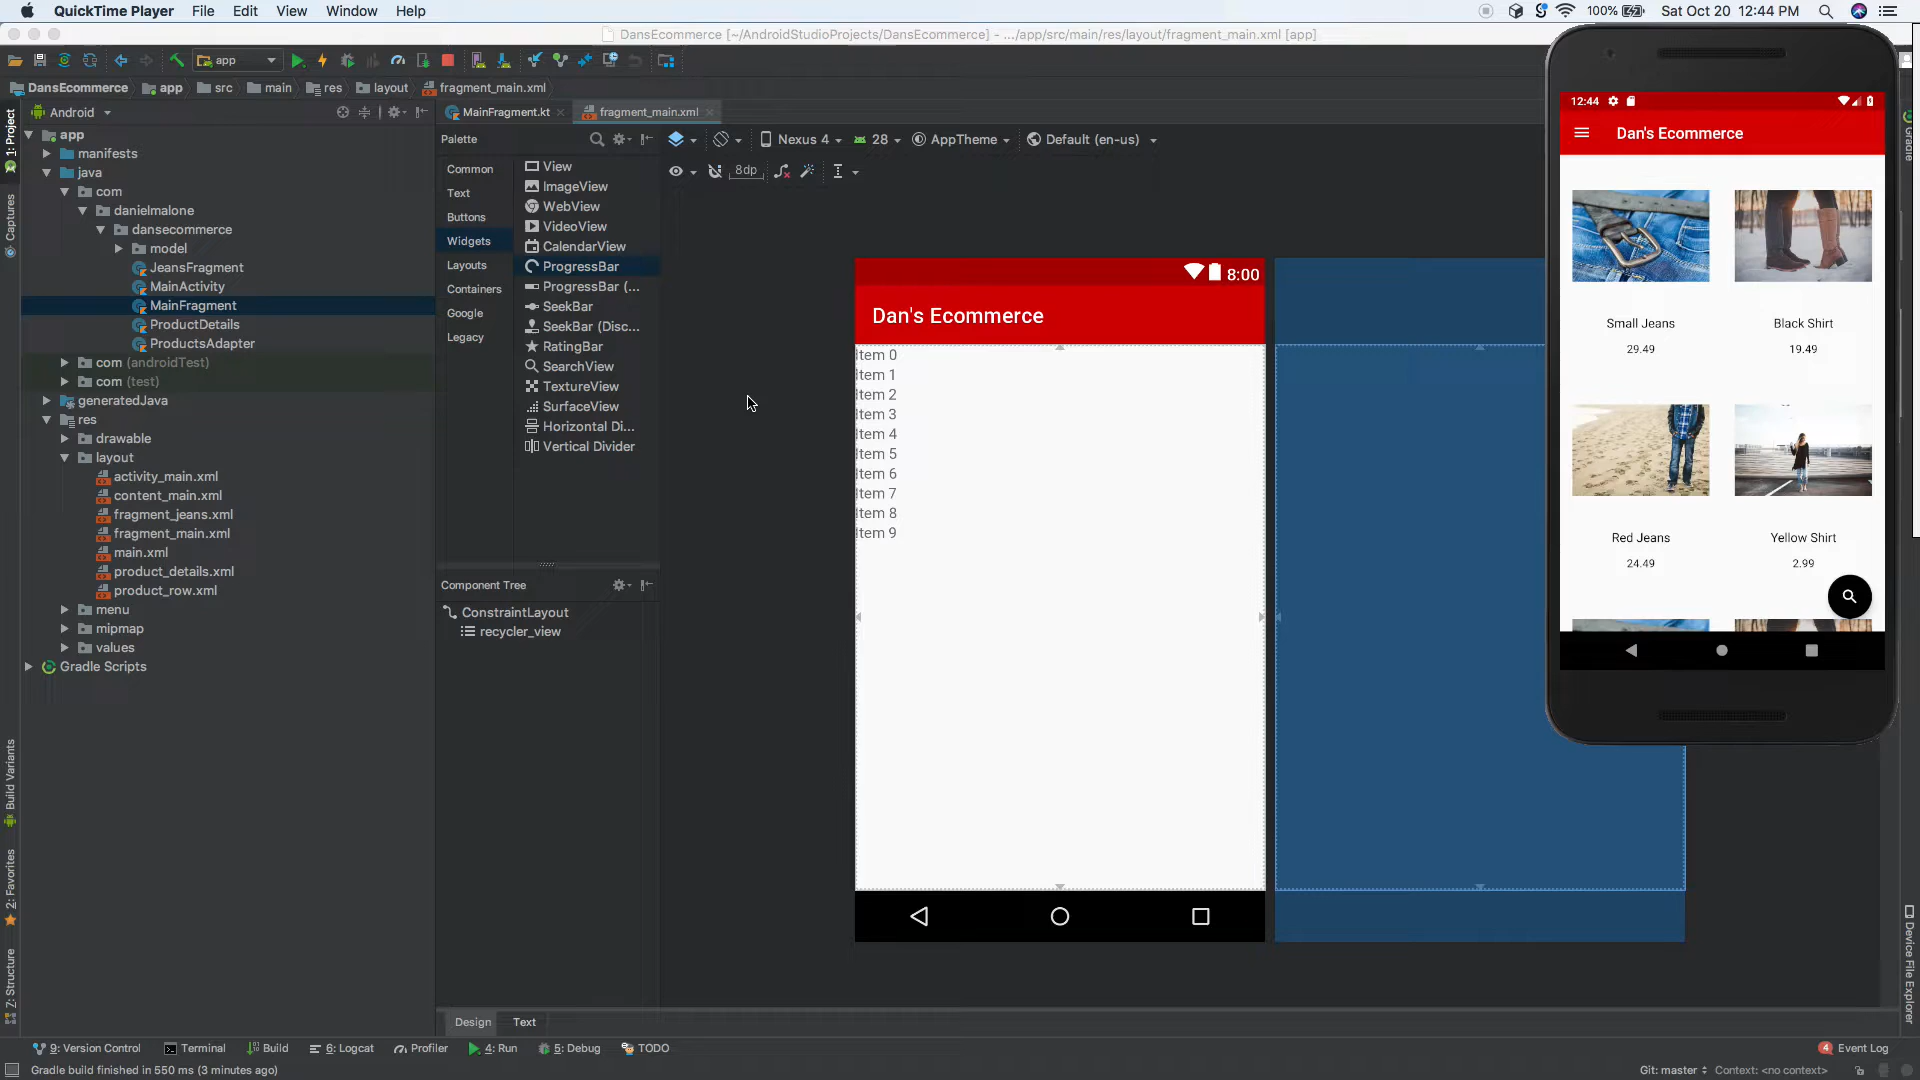 QuickTime Player File Edit View Window Help
100% Sat Oct 20 12:44 PM
DansEcommerce [~/AndroidStudioProjects/DansEcommerce] - .../app/src/main/res/layout/fragment_main.xml [app]
app
DansEcommerce app src main res layout fragment_main.xml
1: Project
Captures
Build Variants
2: Favorites
Z: Structure
Android
app
manifests
java
com
danielmalone
dansecommerce
model
JeansFragment
MainActivity
MainFragment
ProductDetails
ProductsAdapter
com (androidTest)
com (test)
generatedJava
res
drawable
layout
activity_main.xml
content_main.xml
fragment_jeans.xml
fragment_main.xml
main.xml
product_details.xml
product_row.xml
menu
mipmap
values
Gradle Scripts
MainFragment.kt fragment_main.xml
Palette
Common
Text
Buttons
Widgets
Layouts
Containers
Google
Legacy
View
ImageView
WebView
VideoView
CalendarView
ProgressBar
ProgressBar (...
SeekBar
SeekBar (Disc...
RatingBar
SearchView
TextureView
SurfaceView
Horizontal Di...
Vertical Divider
Component Tree
ConstraintLayout
recycler_view
Nexus 4 28 AppTheme Default (en-us)
8dp
8:00
Dan's Ecommerce
Item 0
Item 1
Item 2
Item 3
Item 4
Item 5
Item 6
Item 7
Item 8
Item 9
12:44
Dan's Ecommerce
Small Jeans Black Shirt
29.49 19.49
Red Jeans Yellow Shirt
24.49 2.99
Gradle
Device File Explorer
Design Text
9: Version Control Terminal Build 6: Logcat Profiler 4: Run 5: Debug TODO
4 Event Log
Gradle build finished in 550 ms (3 minutes ago)
Git: master Context: <no context>